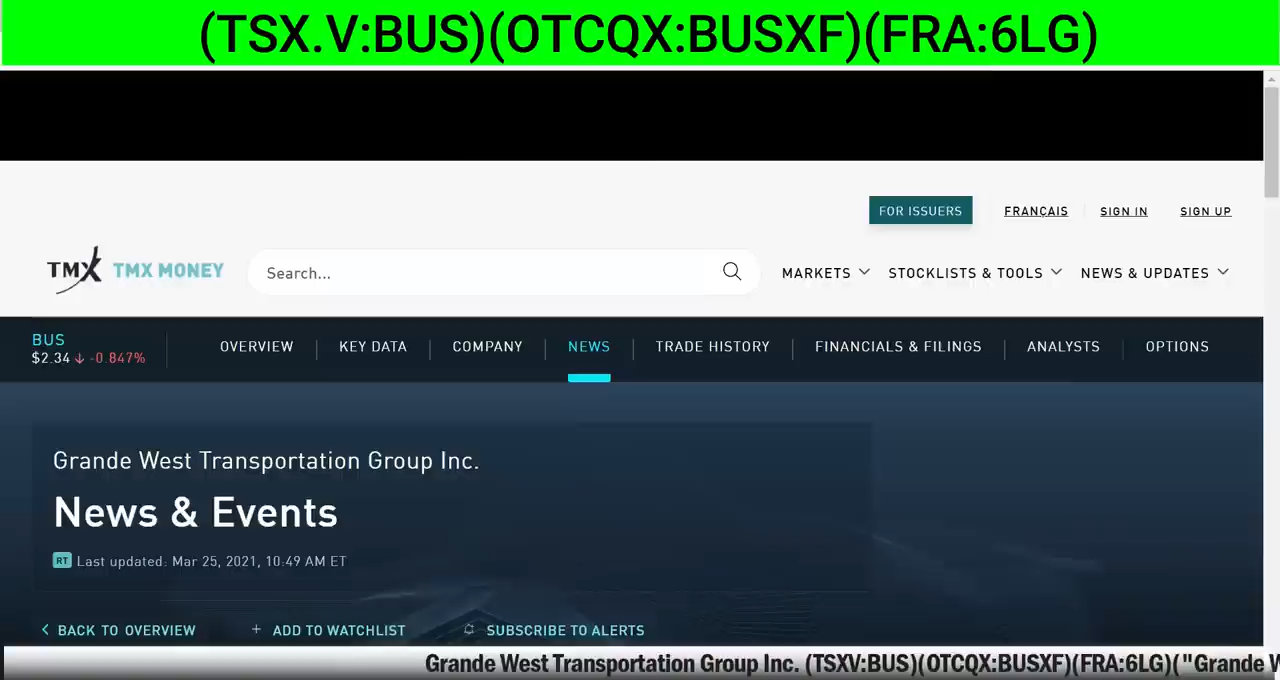 (TSX.V:BUS)(OTCQX:BUSXF)(FRA:6LG)
FOR ISSUERS FRANÇAIS SIGN IN SIGN UP
TMX TMX MONEY Search... MARKETS STOCKLISTS & TOOLS NEWS & UPDATES
BUS
$2.34 ↓ -0.847% OVERVIEW KEY DATA COMPANY NEWS TRADE HISTORY FINANCIALS & FILINGS ANALYSTS OPTIONS
Grande West Transportation Group Inc.
News & Events
RT Last updated: Mar 25, 2021, 10:49 AM ET
BACK TO OVERVIEW + ADD TO WATCHLIST SUBSCRIBE TO ALERTS
Grande West Transportation Group Inc. (TSXV:BUS)(OTCQX:BUSXF)(FRA:6LG)("Grande W